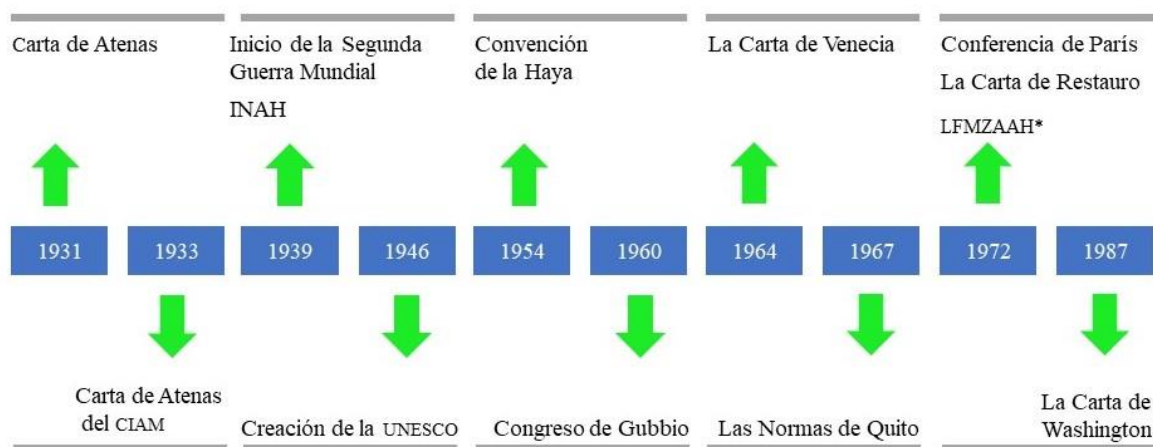 Carta de Atenas
Inicio de la Segunda
Guerra Mundial
INAH
Convención
de la Haya
La Carta de Venecia
Conferencia de París
La Carta de Restauro
LFMZAAH*
1931
1933
1939
1946
1954
1960
1964
1967
1972
1987
Carta de Atenas
del CIAM
Creación de la UNESCO
Congreso de Gubbio
Las Normas de Quito
La Carta de
Washington